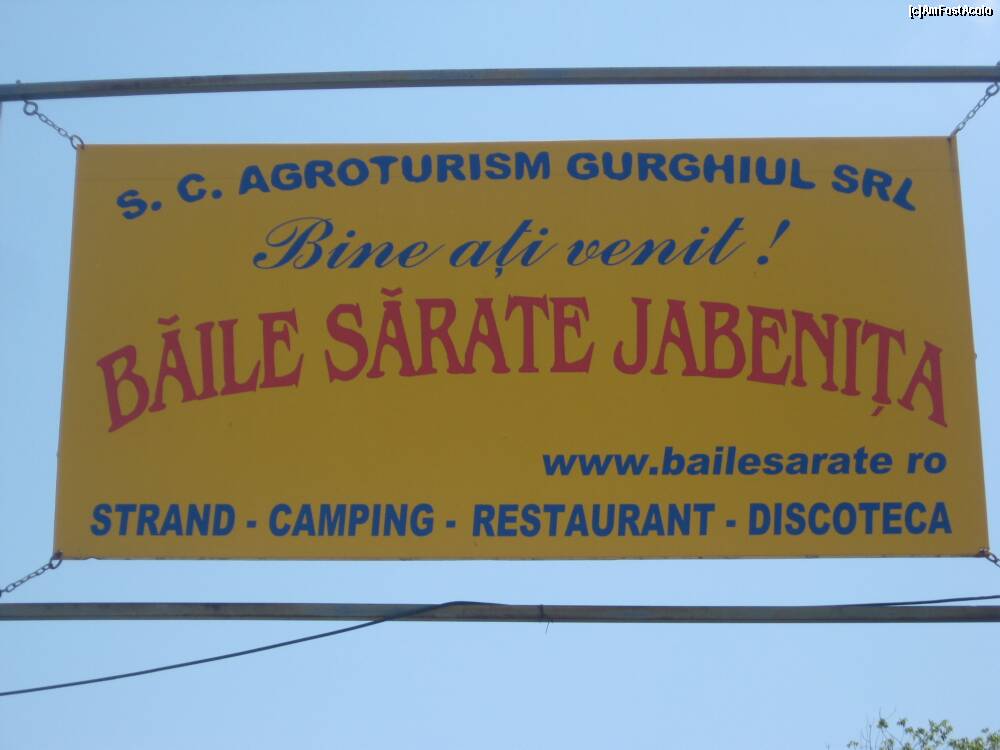 [c]AmFostAcolo
S. C. AGROTURISM GURGHIUL SRL
Bine ați venit !
BĂILE SĂRATE JABENIȚA
www.bailesarate ro
STRAND - CAMPING - RESTAURANT - DISCOTECA